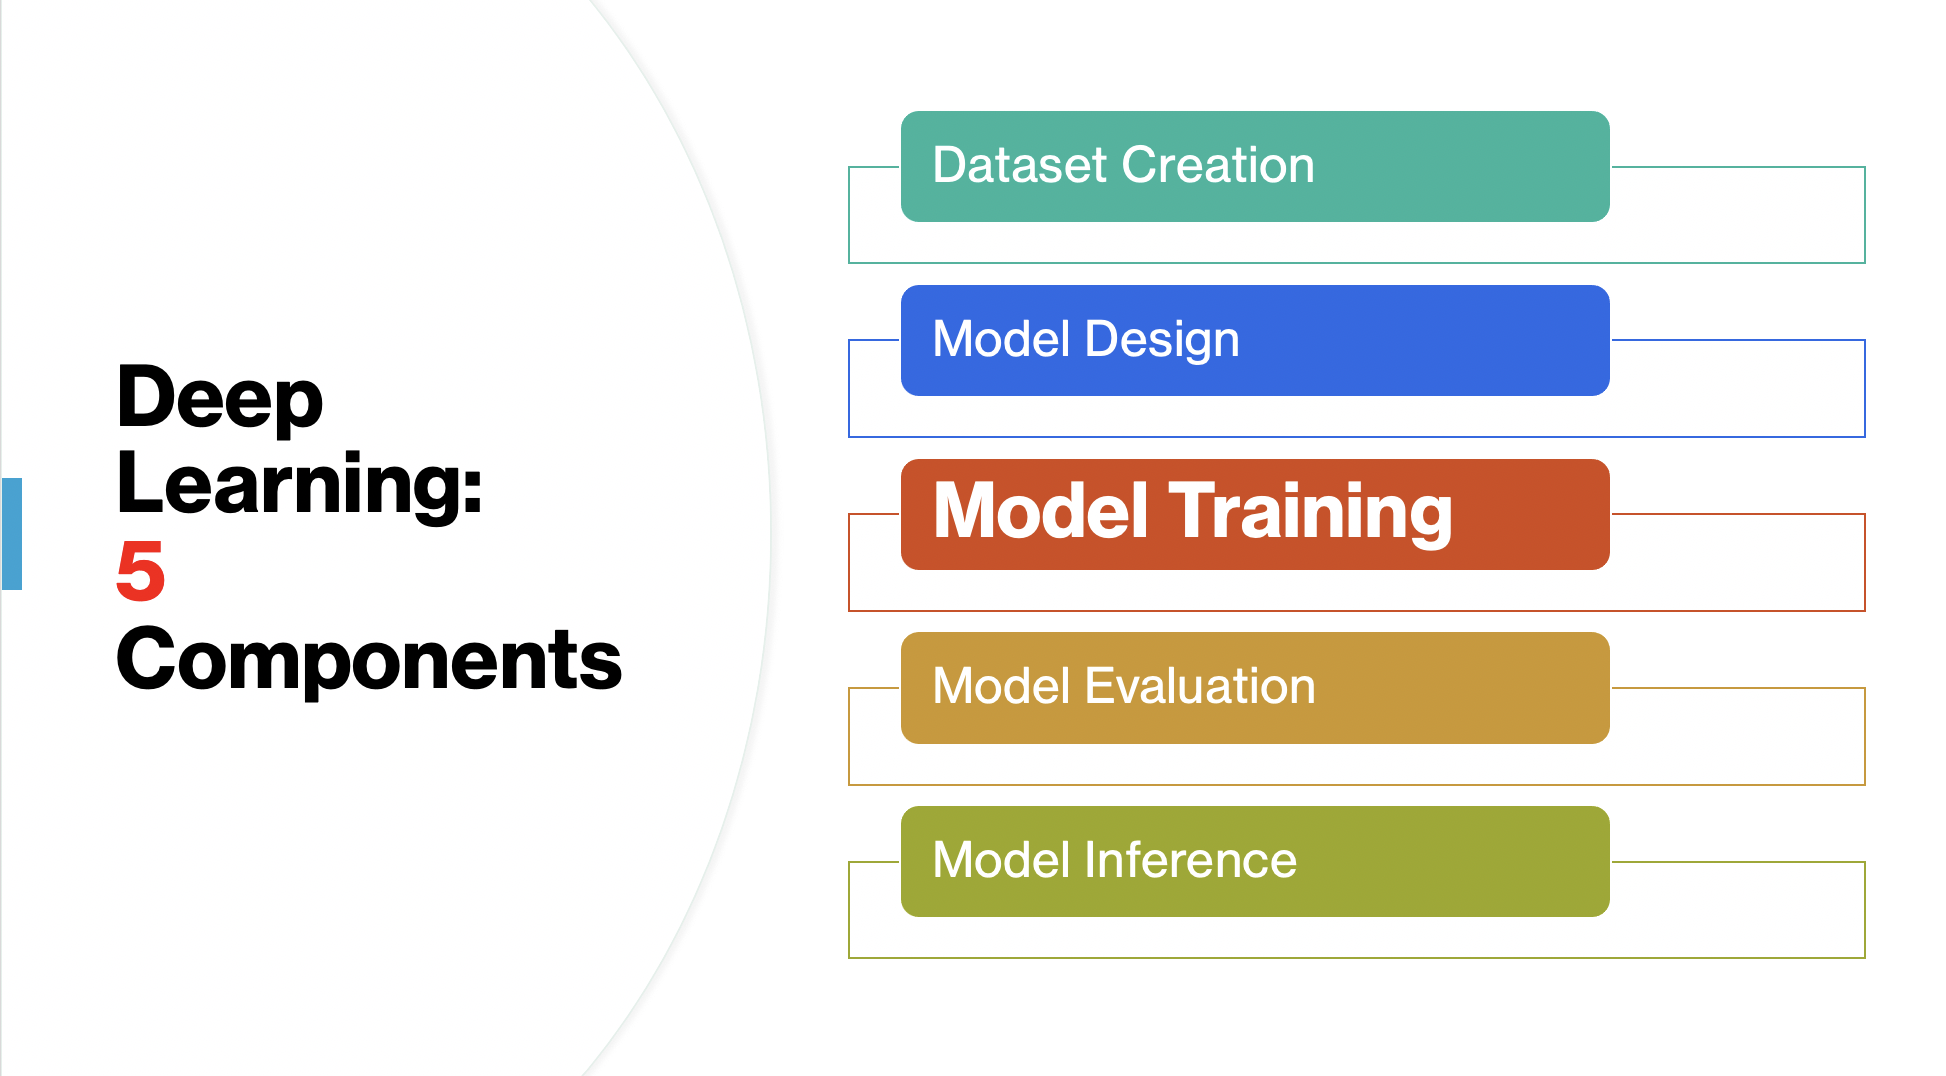 Deep
Learning:
5
Components
Dataset Creation
Model Design
Model Training
Model Evaluation
Model Inference